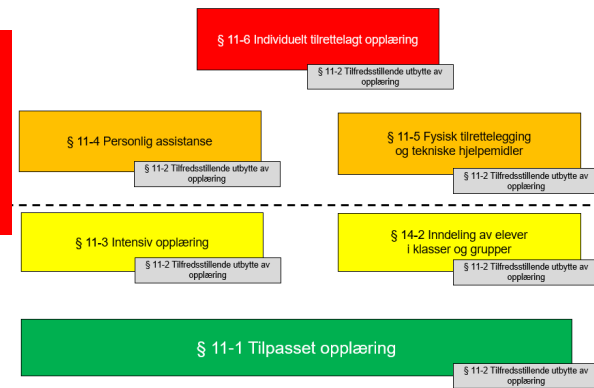 § 11-6 Individuelt tilrettelagt opplæring
§ 11-2 Tilfredsstillende utbytte av
opplæring
§ 11-4 Personlig assistanse
§ 11-2 Tilfredsstillende utbytte av
opplæring
§ 11-5 Fysisk tilrettelegging
og tekniske hjelpemidler
§ 11-2 Tilfredsstillende utbytte av
opplæring
§ 11-3 Intensiv opplæring
§ 11-2 Tilfredsstillende utbytte av
opplæring
§ 14-2 Inndeling av elever
i klasser og grupper
§ 11-2 Tilfredsstillende utbytte av
opplæring
§ 11-1 Tilpasset opplæring
§ 11-2 Tilfredsstillende utbytte av
opplæring